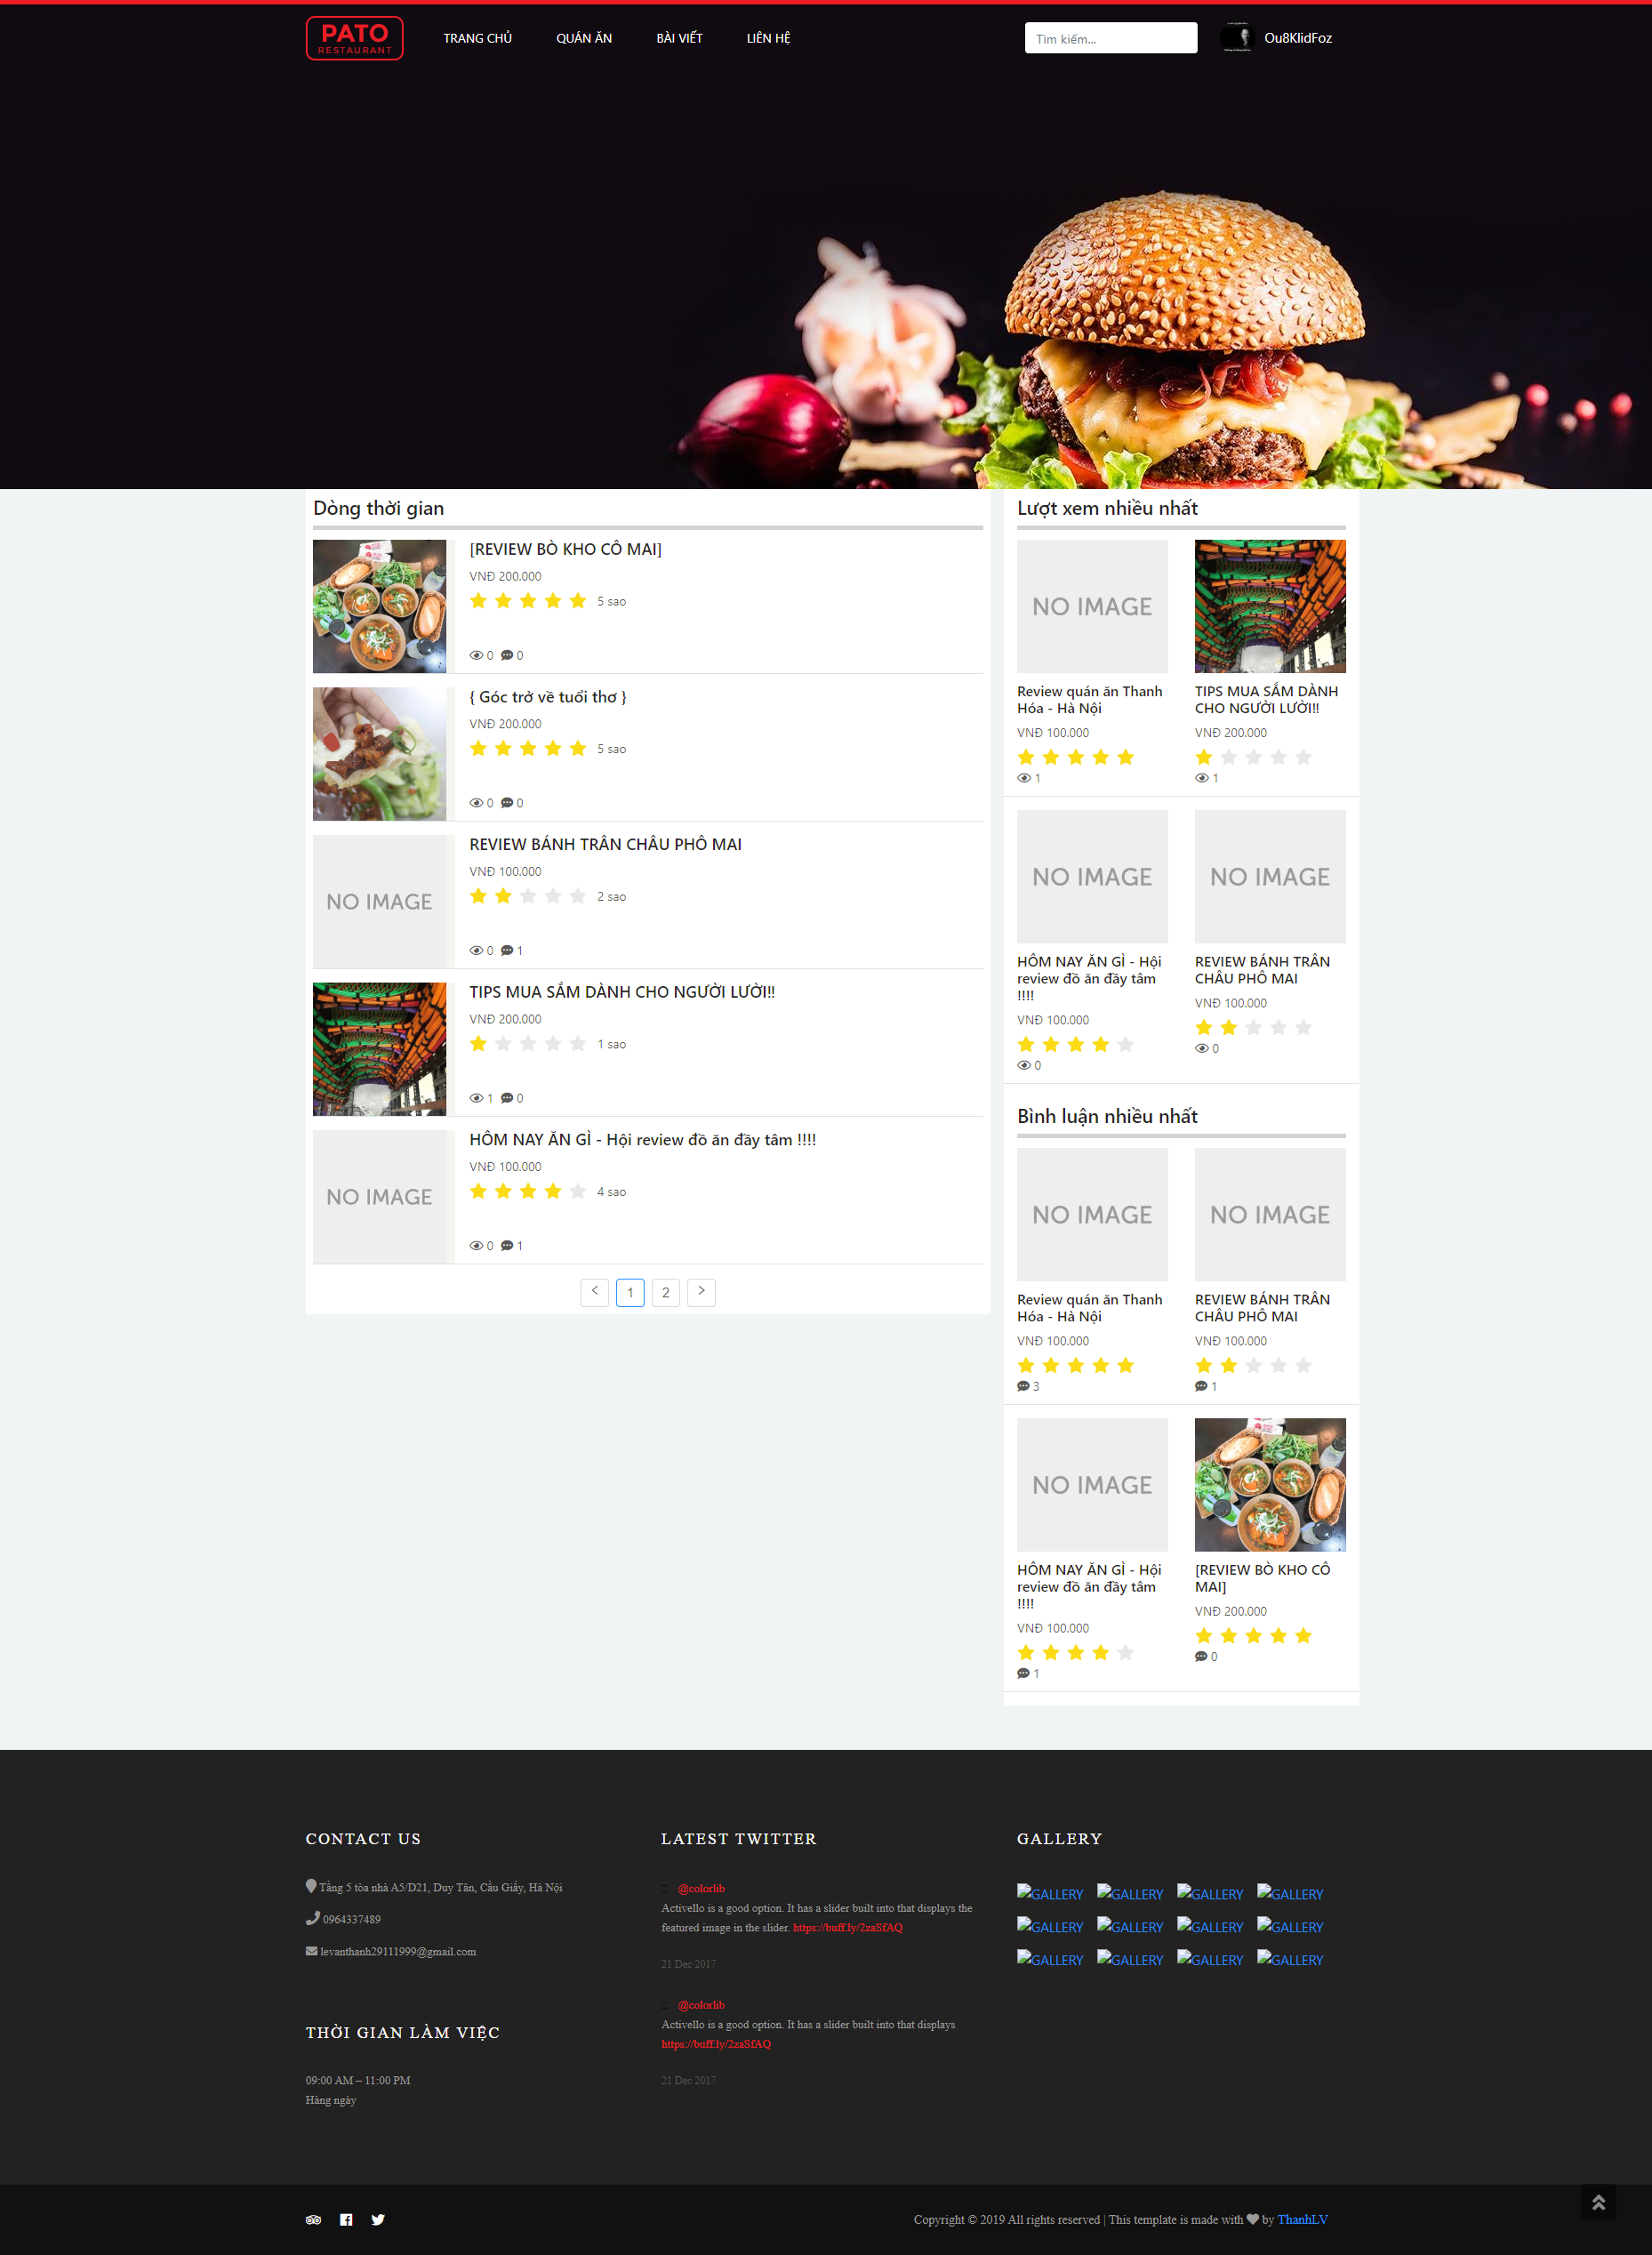 PATO
RESTAURANT
TRANG CHỦ
QUÁN ĂN
BÀI VIẾT
LIÊN HỆ
Tìm kiếm...
Ou8KlidFoz
Dòng thời gian
[REVIEW BÒ KHO CÔ MAI]
VNĐ 200.000
5 sao
0 0
{ Góc trở về tuổi thơ }
VNĐ 200.000
5 sao
0 0
NO IMAGE
REVIEW BÁNH TRÂN CHÂU PHÔ MAI
VNĐ 100.000
2 sao
0 1
TIPS MUA SẮM DÀNH CHO NGƯỜI LƯỜI!!
VNĐ 200.000
1 sao
1 0
NO IMAGE
HÔM NAY ĂN GÌ - Hội review đồ ăn đầy tâm !!!!
VNĐ 100.000
4 sao
0 1
< 1 2 >
Lượt xem nhiều nhất
NO IMAGE
Review quán ăn Thanh
Hóa - Hà Nội
VNĐ 100.000
1
TIPS MUA SẮM DÀNH
CHO NGƯỜI LƯỜI!!
VNĐ 200.000
1
NO IMAGE
HÔM NAY ĂN GÌ - Hội
review đồ ăn đầy tâm
!!!!
VNĐ 100.000
0
NO IMAGE
REVIEW BÁNH TRÂN
CHÂU PHÔ MAI
VNĐ 100.000
0
Bình luận nhiều nhất
NO IMAGE
Review quán ăn Thanh
Hóa - Hà Nội
VNĐ 100.000
3
NO IMAGE
REVIEW BÁNH TRÂN
CHÂU PHÔ MAI
VNĐ 100.000
1
NO IMAGE
HÔM NAY ĂN GÌ - Hội
review đồ ăn đầy tâm
!!!!
VNĐ 100.000
1
[REVIEW BÒ KHO CÔ
MAI]
VNĐ 200.000
0
CONTACT US
Tầng 5 tòa nhà A5/D21, Duy Tân, Cầu Giấy, Hà Nội
0964337489
levanthanh29111999@gmail.com
THỜI GIAN LÀM VIỆC
09:00 AM – 11:00 PM
Hàng ngày
LATEST TWITTER
@colorlib
Activello is a good option. It has a slider built into that displays the
featured image in the slider. https://buff.ly/2zaSfAQ
21 Dec 2017
@colorlib
Activello is a good option. It has a slider built into that displays
https://buff.ly/2zaSfAQ
21 Dec 2017
GALLERY
GALLERY GALLERY GALLERY GALLERY
GALLERY GALLERY GALLERY GALLERY
GALLERY GALLERY GALLERY GALLERY
Copyright © 2019 All rights reserved | This template is made with ♥ by ThanhLV